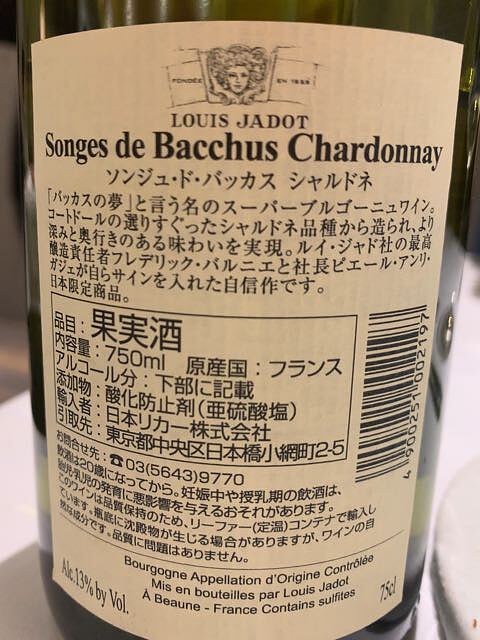 FONDÉE EN 1859
LOUIS JADOT
Songes de Bacchus Chardonnay
ソンジュ・ド・バッカス シャルドネ
「バッカスの夢」と言う名のスーパーブルゴーニュワイン。
コートドールの選りすぐったシャルドネ品種から造られ、より
深みと奥行きのある味わいを実現。ルイ・ジャド社の最高
醸造責任者フレデリック・バルニエと社長ピエール・アンリ・
ガジェが自らサインを入れた自信作です。
日本限定商品。
品目：果実酒
内容量：750ml 原産国：フランス
アルコール分：下部に記載
添加物：酸化防止剤(亜硫酸塩)
輸入者：日本リカー株式会社
引取先：東京都中央区日本橋小網町2-5
お問合せ先：☎03(5643)9770
飲酒は20歳になってから。妊娠中や授乳期の飲酒は、
胎児・乳児の発育に悪影響を与えるおそれがあります。
このワインは品質保持のため、リーファー(定温)コンテナで輸入し
ています。瓶底に沈殿物が生じる場合がありますが、ワインの自
然な成分です。品質に問題はありません。
4 900251 002197
Bourgogne Appellation d'Origine Contrôlée
Mis en bouteilles par Louis Jadot
À Beaune - France Contains sulfites
Alc.13% by Vol.
75cl